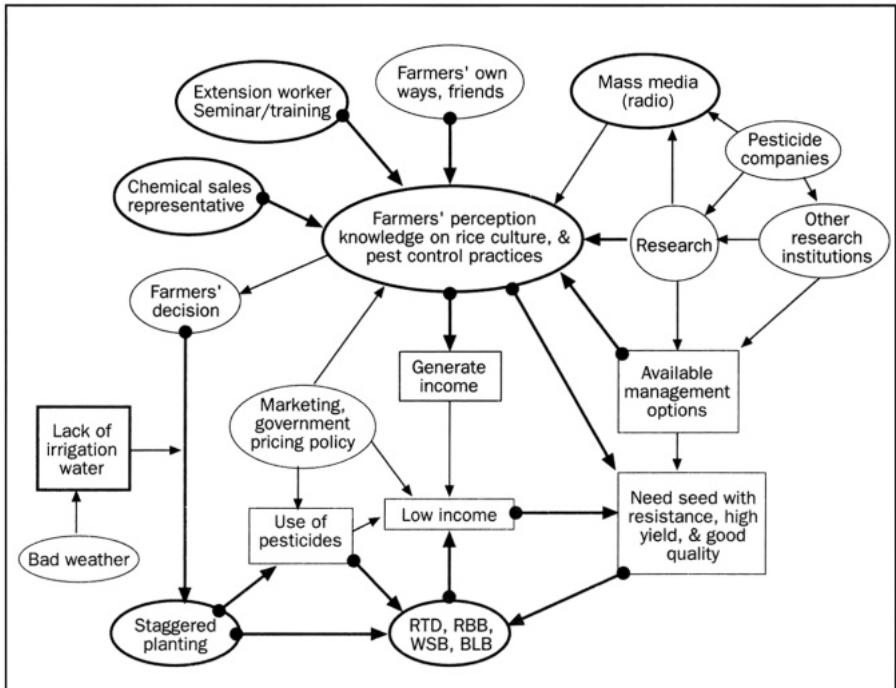 Extension worker
Seminar/training
Farmers' own
ways, friends
Mass media
(radio)
Pesticide
companies
Chemical sales
representative
Farmers' perception
knowledge on rice culture, &
pest control practices
Research
Other
research
institutions
Farmers'
decision
Generate
income
Available
management
options
Marketing,
government
pricing policy
Lack of
irrigation
water
Need seed with
resistance, high
yield, & good
quality
Use of
pesticides
Low income
Bad weather
Staggered
planting
RTD, RBB,
WSB, BLB